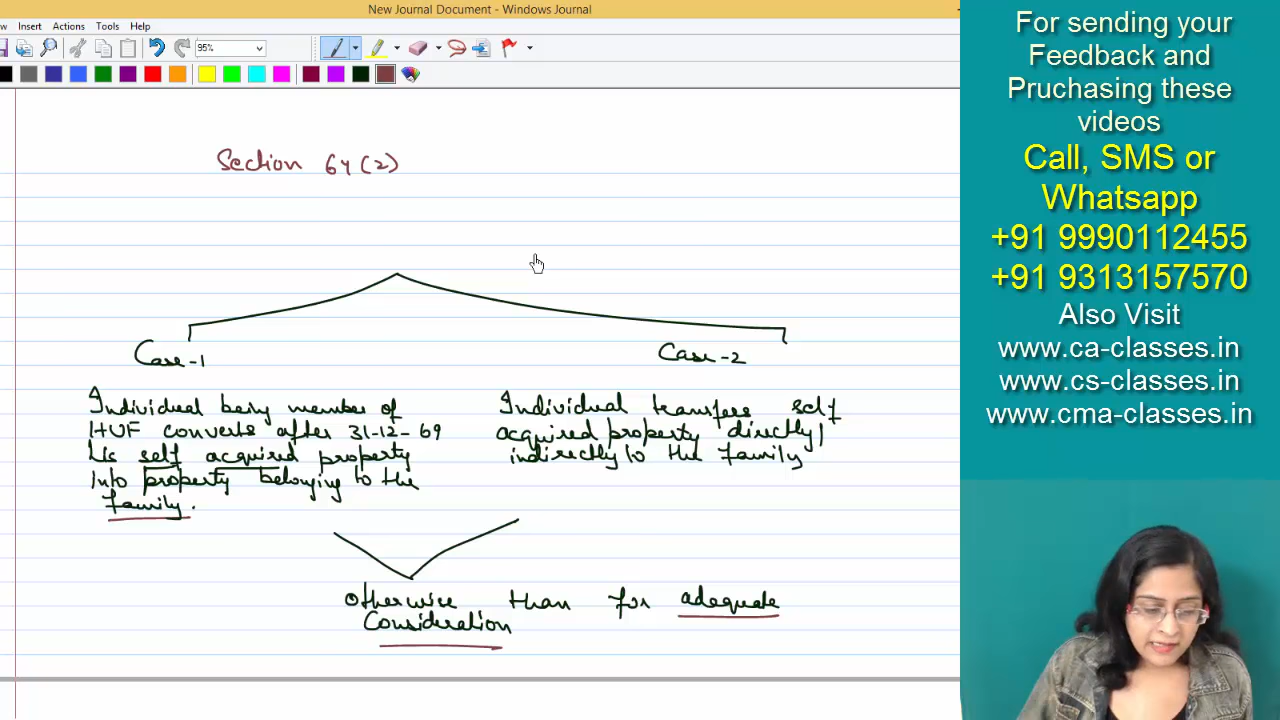 New Journal Document - Windows Journal
Insert Actions Tools Help
95%
Section 64(2)
Case-1
Individual being member of
HUF converts after 31-12-69
his self acquired property
into property belonging to the
family.
Case-2
Individual transfers self
acquired property directly/
indirectly to the family
otherwise than for adequate
Consideration
For sending your
Feedback and
Pruchasing these
videos
Call, SMS or
Whatsapp
+91 9990112455
+91 9313157570
Also Visit
www.ca-classes.in
www.cs-classes.in
www.cma-classes.in